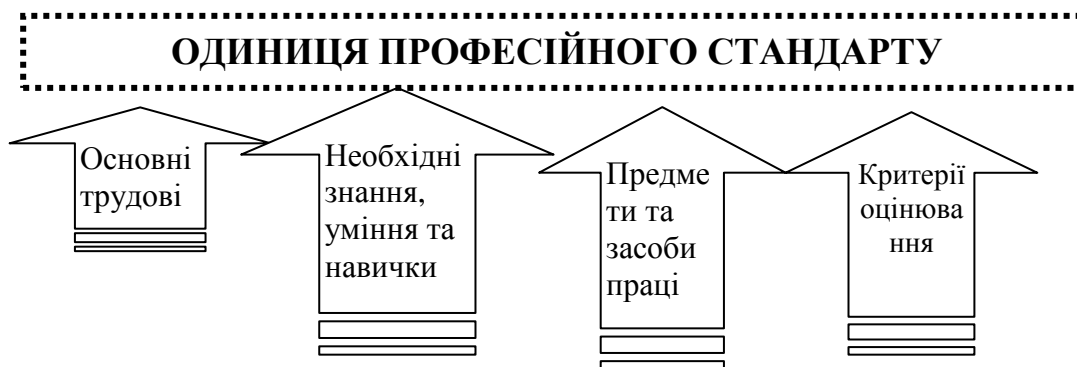 ОДИНИЦЯ ПРОФЕСІЙНОГО СТАНДАРТУ
Основні
трудові
Необхідні
знання,
уміння та
навички
Предме
ти та
засоби
праці
Критерії
оцінюва
ння